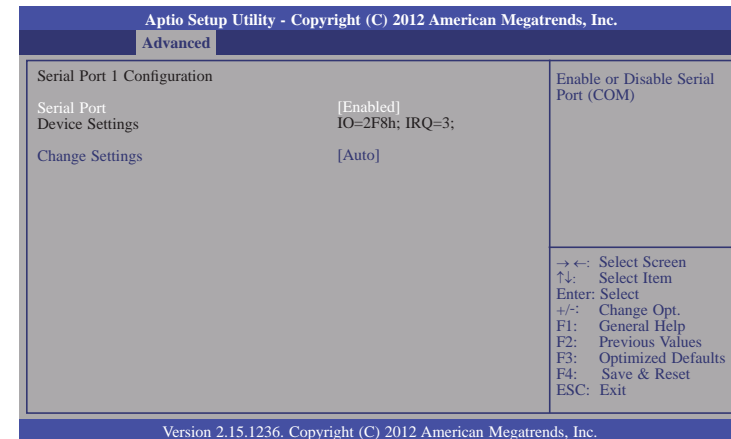 Aptio Setup Utility - Copyright (C) 2012 American Megatrends, Inc.
Advanced
Serial Port 1 Configuration
Serial Port [Enabled]
Device Settings IO=2F8h; IRQ=3;
Change Settings [Auto]
Enable or Disable Serial
Port (COM)
→←: Select Screen
↑↓: Select Item
Enter: Select
+/-: Change Opt.
F1: General Help
F2: Previous Values
F3: Optimized Defaults
F4: Save & Reset
ESC: Exit
Version 2.15.1236. Copyright (C) 2012 American Megatrends, Inc.